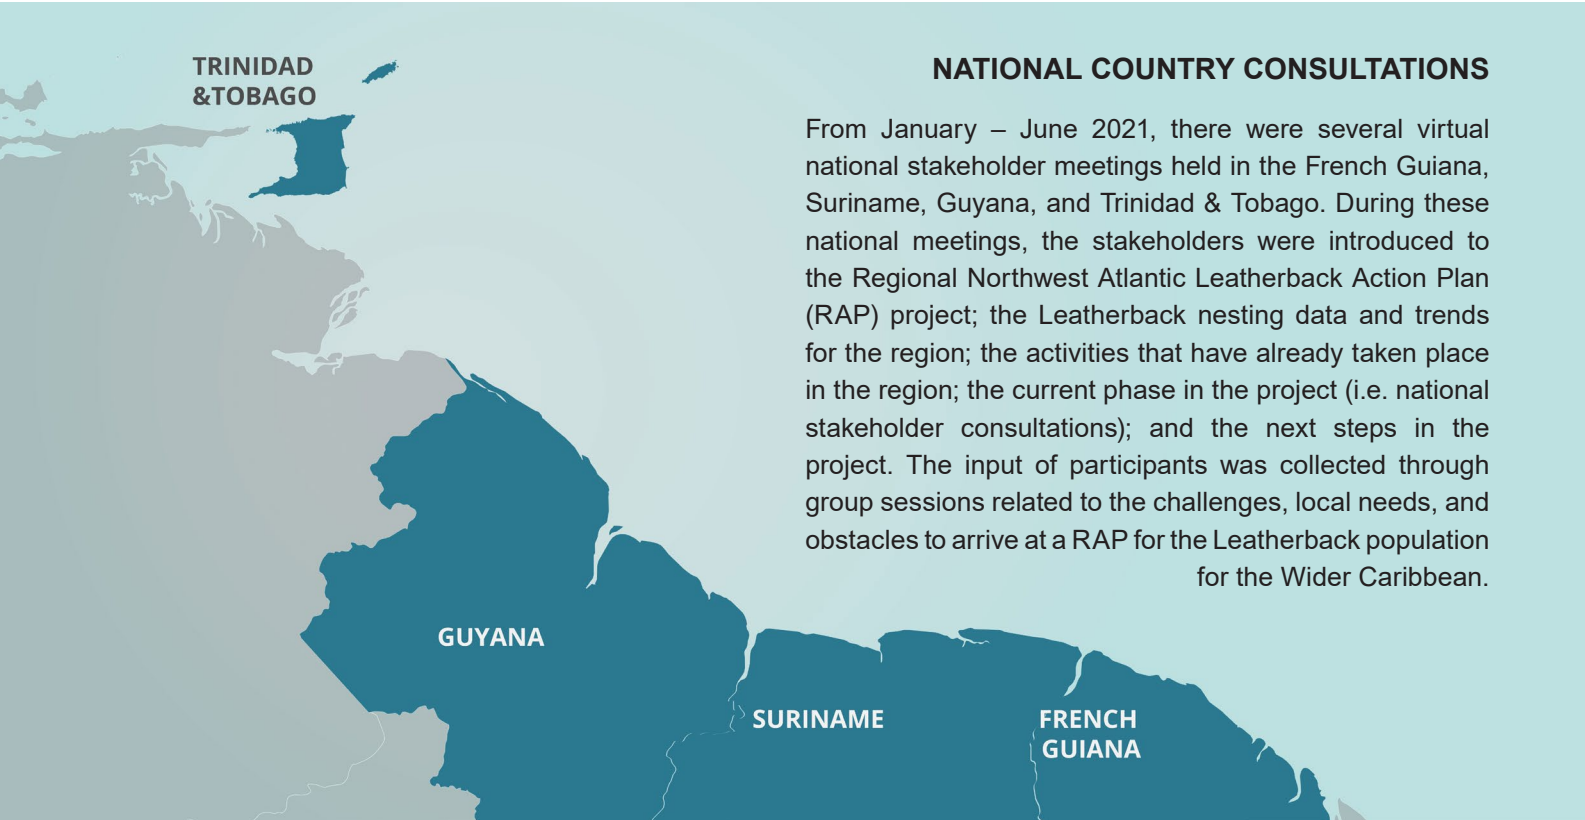 TRINIDAD
&TOBAGO
NATIONAL COUNTRY CONSULTATIONS
From January – June 2021, there were several virtual
national stakeholder meetings held in the French Guiana,
Suriname, Guyana, and Trinidad & Tobago. During these
national meetings, the stakeholders were introduced to
the Regional Northwest Atlantic Leatherback Action Plan
(RAP) project; the Leatherback nesting data and trends
for the region; the activities that have already taken place
in the region; the current phase in the project (i.e. national
stakeholder consultations); and the next steps in the
project. The input of participants was collected through
group sessions related to the challenges, local needs, and
obstacles to arrive at a RAP for the Leatherback population
for the Wider Caribbean.
GUYANA
SURINAME
FRENCH
GUIANA